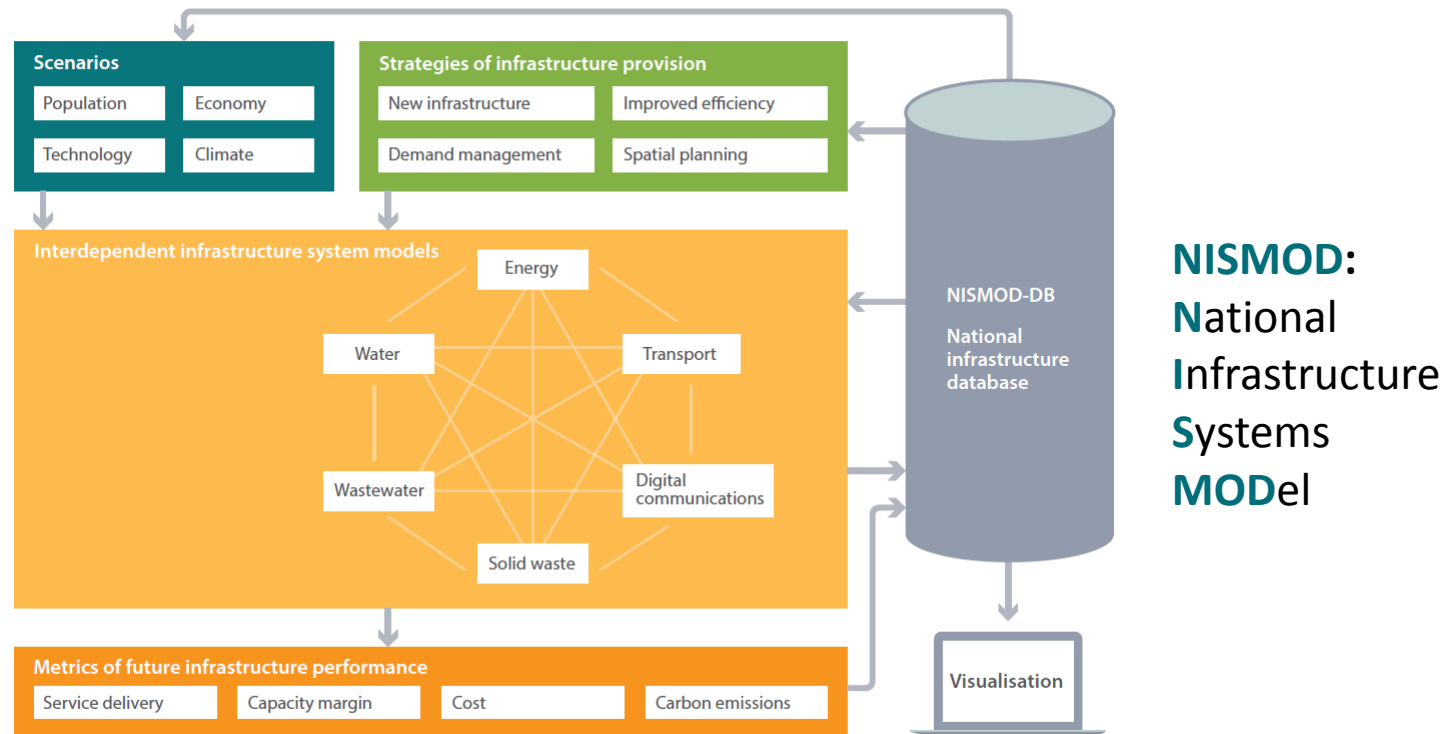 Scenarios
Population
Economy
Technology
Climate
Strategies of infrastructure provision
New infrastructure
Improved efficiency
Demand management
Spatial planning
Interdependent infrastructure system models
Energy
Water
Transport
Wastewater
Digital
communications
Solid waste
Metrics of future infrastructure performance
Service delivery
Capacity margin
Cost
Carbon emissions
NISMOD-DB
National
infrastructure
database
Visualisation
NISMOD:
National
Infrastructure
Systems
MODel